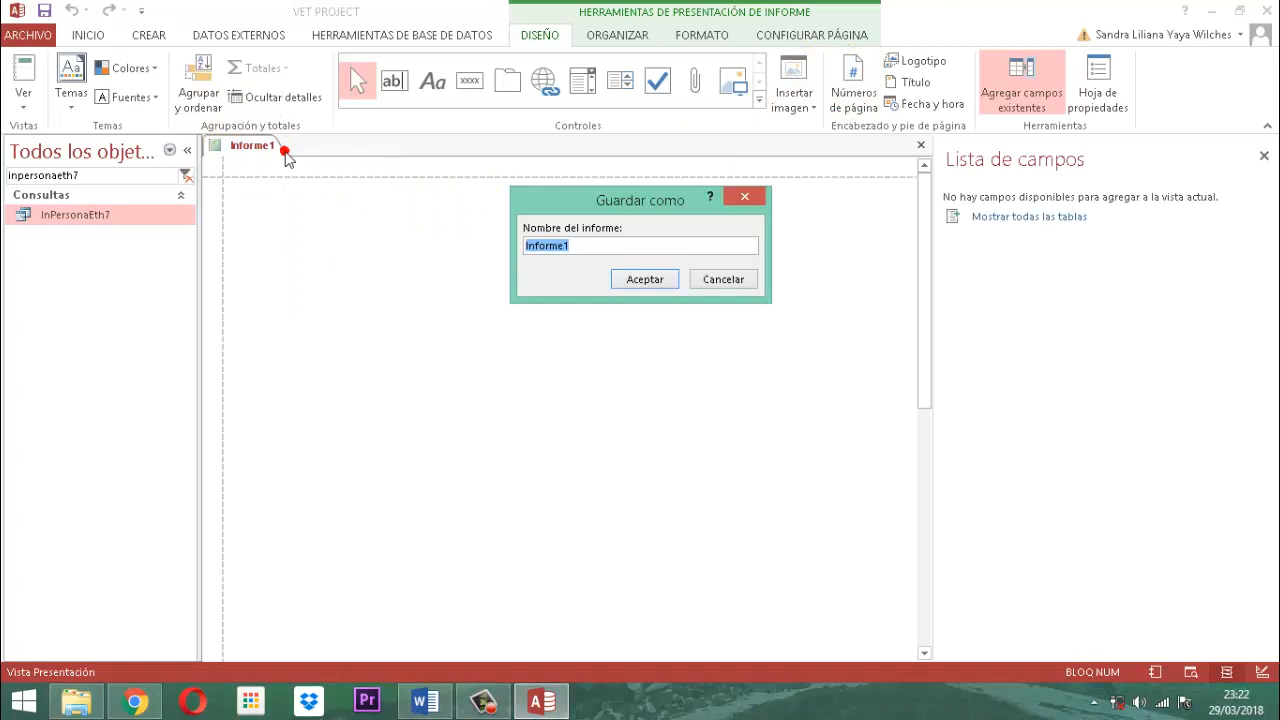 VET PROJECT
HERRAMIENTAS DE PRESENTACIÓN DE INFORME
ARCHIVO INICIO CREAR DATOS EXTERNOS HERRAMIENTAS DE BASE DE DATOS DISEÑO ORGANIZAR FORMATO CONFIGURAR PÁGINA
Sandra Liliana Yaya Wilches
Ver
Vistas
Temas
Colores
Fuentes
Temas
Agrupar
y ordenar
Totales
Ocultar detalles
Agrupación y totales
ab
Aa
xxxx
Controles
Insertar
imagen
Números
de página
Logotipo
Título
Fecha y hora
Encabezado y pie de página
Agregar campos
existentes
Hoja de
propiedades
Herramientas
Todos los objet...
inpersonaeth7
Consultas
InPersonaEth7
Informe1
Guardar como
Nombre del informe:
Informe1
Aceptar
Cancelar
Lista de campos
No hay campos disponibles para agregar a la vista actual.
Mostrar todas las tablas
Vista Presentación
BLOQ NUM
Pr
23:22
29/03/2018